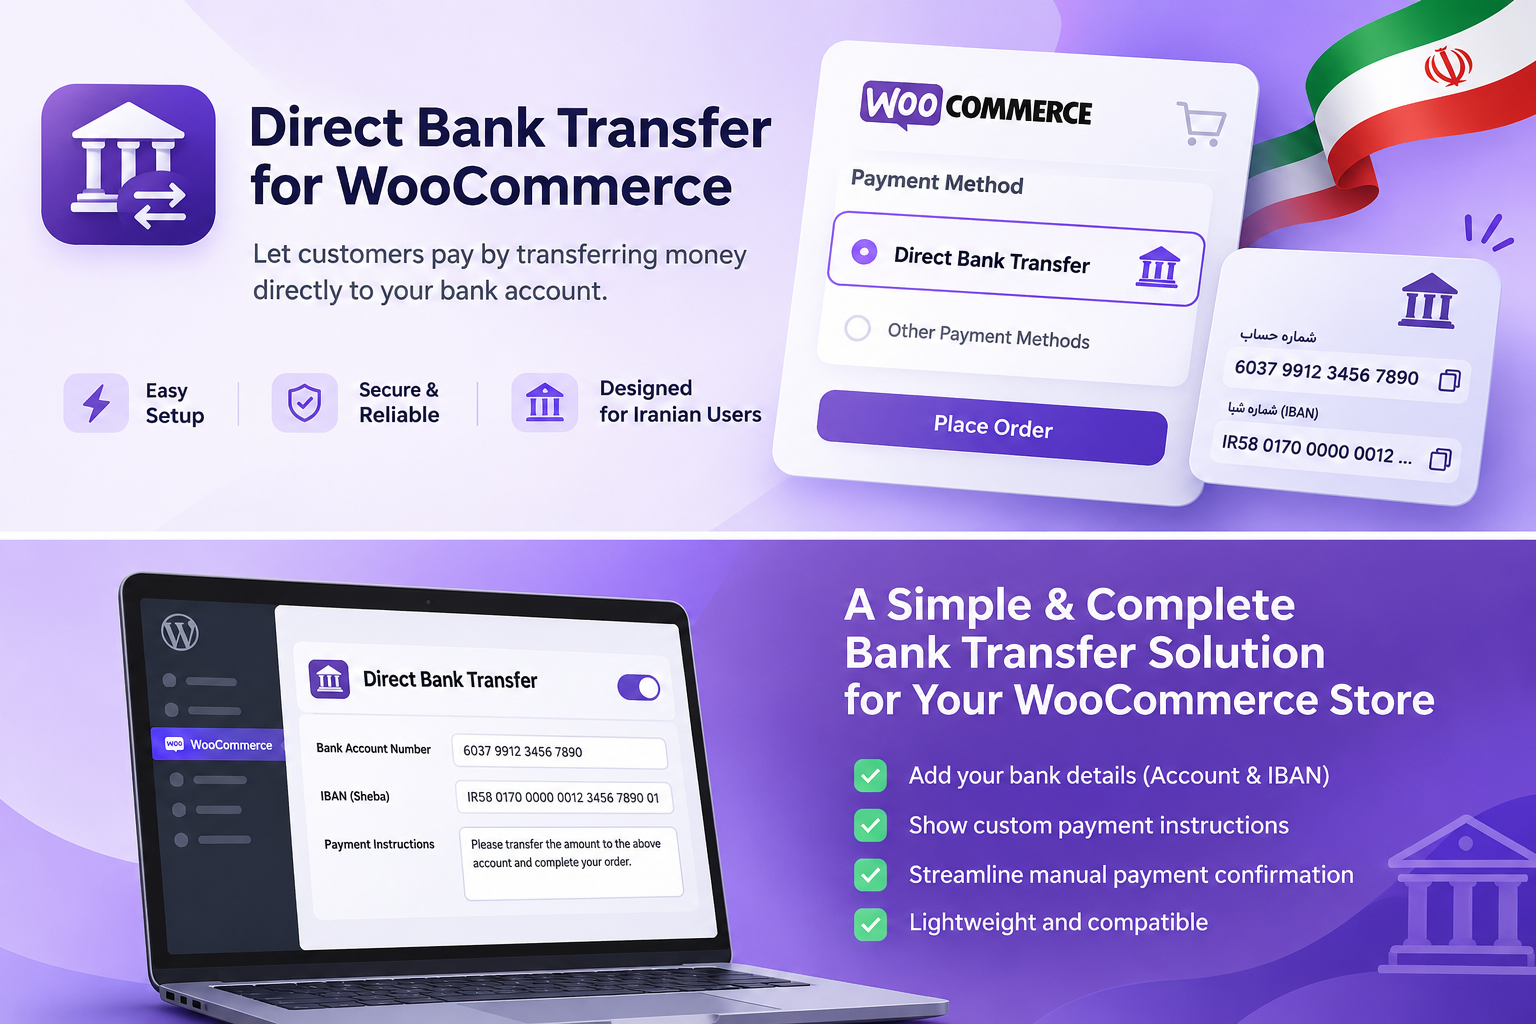 Direct Bank Transfer
for WooCommerce
Let customers pay by transferring money
directly to your bank account.
Easy
Setup
Secure &
Reliable
Designed
for Iranian Users
Woo COMMERCE
Payment Method
Direct Bank Transfer
Other Payment Methods
Place Order
شماره حساب
6037 9912 3456 7890
شماره شبا (IBAN)
IR58 0170 0000 0012 ...
W
Direct Bank Transfer
Woo WooCommerce
Bank Account Number
6037 9912 3456 7890
IBAN (Sheba)
IR58 0170 0000 0012 3456 7890 01
Payment Instructions
Please transfer the amount to the above
account and complete your order.
A Simple & Complete
Bank Transfer Solution
for Your WooCommerce Store
Add your bank details (Account & IBAN)
Show custom payment instructions
Streamline manual payment confirmation
Lightweight and compatible